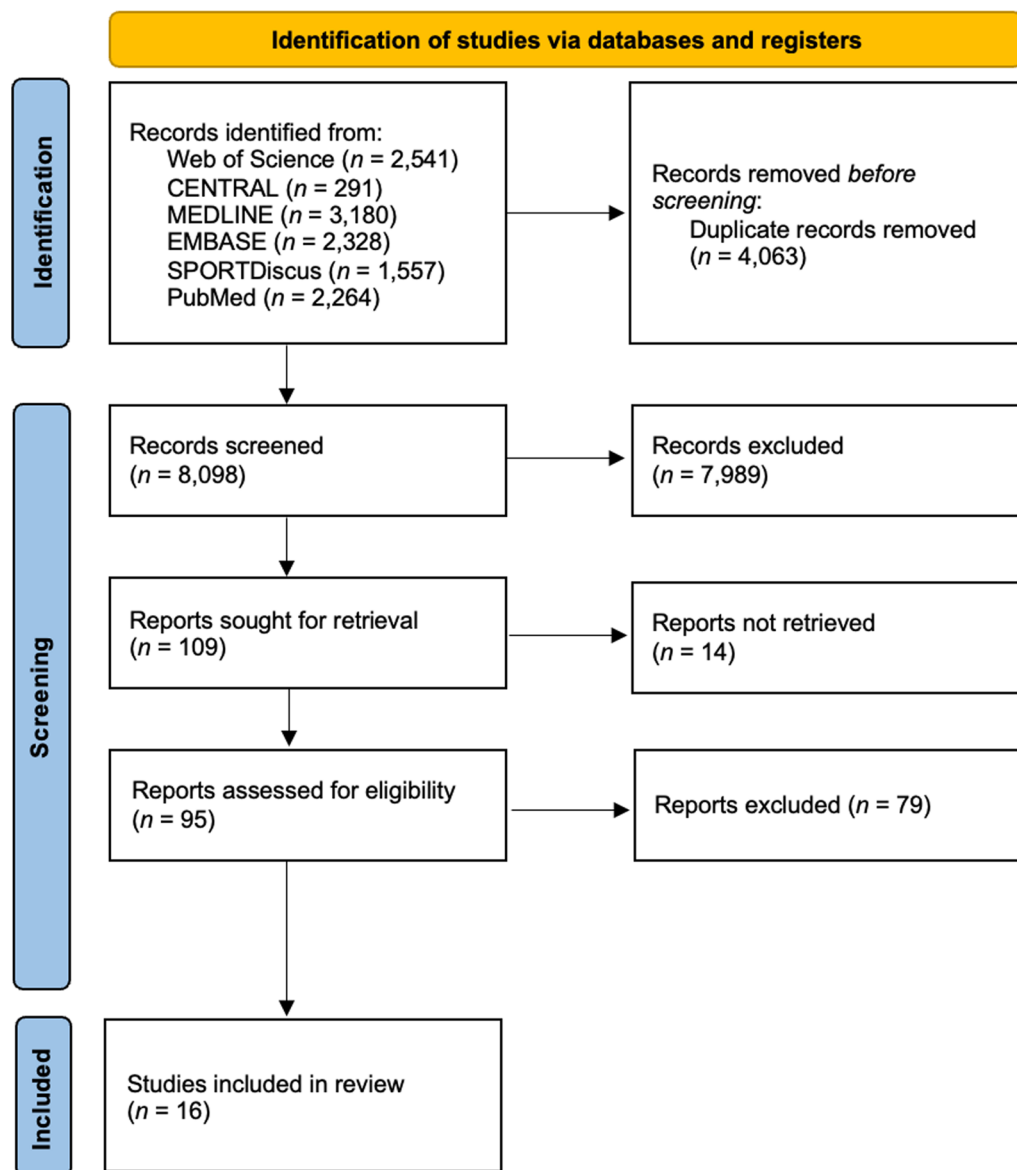 Identification of studies via databases and registers
Identification
Records identified from:
Web of Science (n = 2,541)
CENTRAL (n = 291)
MEDLINE (n = 3,180)
EMBASE (n = 2,328)
SPORTDiscus (n = 1,557)
PubMed (n = 2,264)
Records removed before
screening:
Duplicate records removed
(n = 4,063)
Screening
Records screened
(n = 8,098)
Records excluded
(n = 7,989)
Reports sought for retrieval
(n = 109)
Reports not retrieved
(n = 14)
Reports assessed for eligibility
(n = 95)
Reports excluded (n = 79)
Included
Studies included in review
(n = 16)